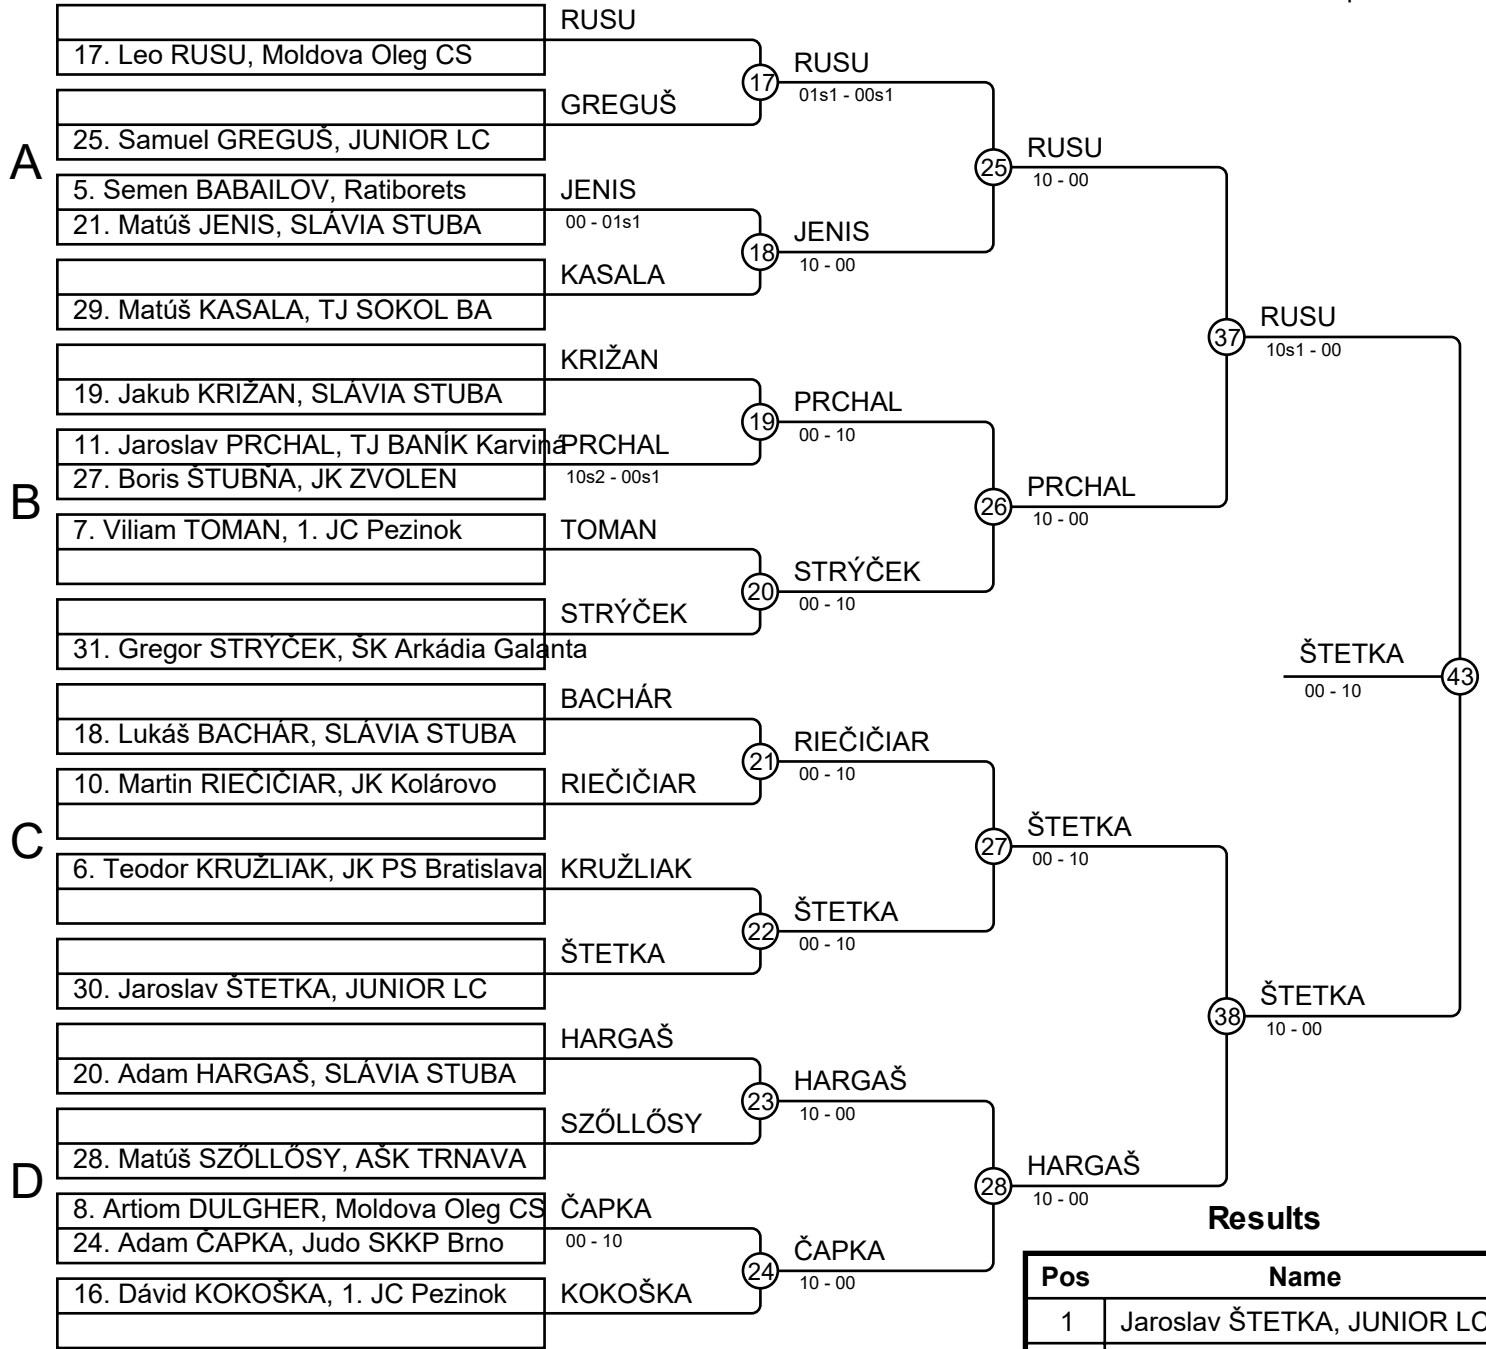 RUSU
17. Leo RUSU, Moldova Oleg CS
17
RUSU
01s1 - 00s1
GREGUŠ
25. Samuel GREGUŠ, JUNIOR LC
A
25
RUSU
10 - 00
5. Semen BABAILOV, Ratiborets
JENIS
21. Matúš JENIS, SLÁVIA STUBA
00 - 01s1
18
JENIS
10 - 00
KASALA
29. Matúš KASALA, TJ SOKOL BA
37
RUSU
10s1 - 00
KRIŽAN
19. Jakub KRIŽAN, SLÁVIA STUBA
19
PRCHAL
00 - 10
11. Jaroslav PRCHAL, TJ BANÍK Karviná
PRCHAL
27. Boris ŠTUBŇA, JK ZVOLEN
10s2 - 00s1
B
26
PRCHAL
10 - 00
7. Viliam TOMAN, 1. JC Pezinok
TOMAN
20
STRÝČEK
00 - 10
STRÝČEK
31. Gregor STRÝČEK, ŠK Arkádia Galanta
ŠTETKA
00 - 10
43
BACHÁR
18. Lukáš BACHÁR, SLÁVIA STUBA
21
RIEČIČIAR
00 - 10
10. Martin RIEČIČIAR, JK Kolárovo
RIEČIČIAR
C
27
ŠTETKA
00 - 10
6. Teodor KRUŽLIAK, JK PS Bratislava
KRUŽLIAK
22
ŠTETKA
00 - 10
ŠTETKA
30. Jaroslav ŠTETKA, JUNIOR LC
38
ŠTETKA
10 - 00
HARGAŠ
20. Adam HARGAŠ, SLÁVIA STUBA
23
HARGAŠ
10 - 00
SZŐLLŐSY
28. Matúš SZŐLLŐSY, AŠK TRNAVA
D
28
HARGAŠ
10 - 00
8. Artiom DULGHER, Moldova Oleg CS
ČAPKA
24. Adam ČAPKA, Judo SKKP Brno
00 - 10
24
ČAPKA
10 - 00
16. Dávid KOKOŠKA, 1. JC Pezinok
KOKOŠKA
Results
Pos Name
1 Jaroslav ŠTETKA, JUNIOR LC